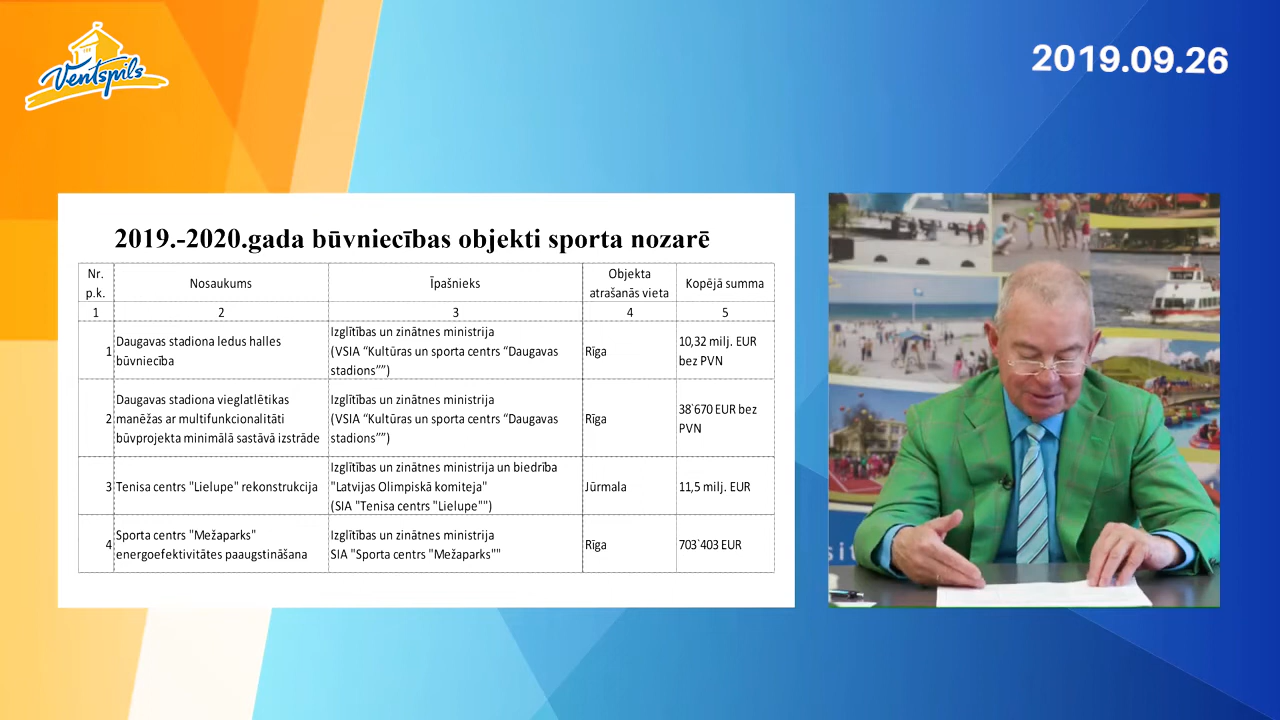 Ventspils
2019.09.26
2019.-2020.gada būvniecības objekti sporta nozarē
Nr.
p.k.
Nosaukums
Īpašnieks
Objekta
atrašanās vieta
Kopējā summa
1
2
3
4
5
1
Daugavas stadiona ledus halles
būvniecība
Izglītības un zinātnes ministrija
(VSIA “Kultūras un sporta centrs “Daugavas
stadions””)
Rīga
10,32 milj. EUR
bez PVN
2
Daugavas stadiona vieglatlētikas
manēžas ar multifunkcionalitāti
būvprojekta minimālā sastāvā izstrāde
Izglītības un zinātnes ministrija
(VSIA “Kultūras un sporta centrs “Daugavas
stadions””)
Rīga
38`670 EUR bez
PVN
3
Tenisa centrs "Lielupe" rekonstrukcija
Izglītības un zinātnes ministrija un biedrība
"Latvijas Olimpiskā komiteja"
(SIA "Tenisa centrs "Lielupe"")
Jūrmala
11,5 milj. EUR
4
Sporta centrs "Mežaparks"
energoefektivitātes paaugstināšana
Izglītības un zinātnes ministrija
SIA "Sporta centrs "Mežaparks""
Rīga
703`403 EUR